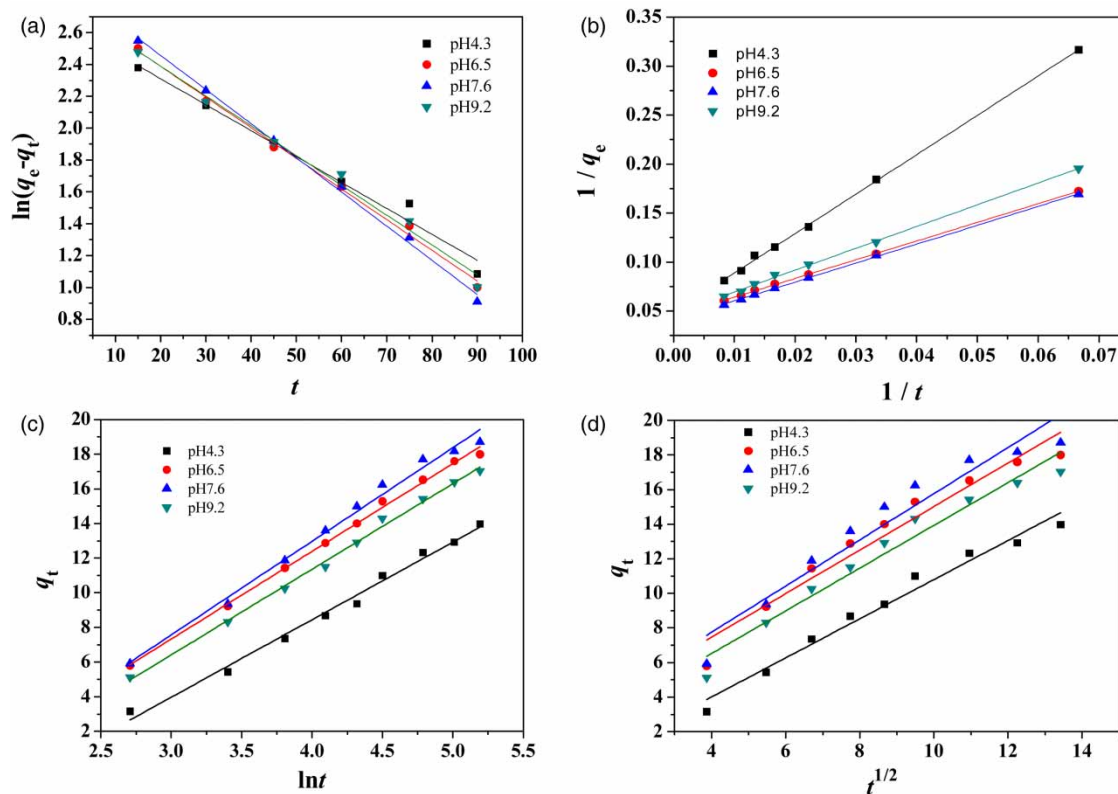 (a)
2.6
2.4
2.2
2.0
1.8
1.6
1.4
1.2
1.0
0.8
ln(qe-qt)
pH4.3
pH6.5
pH7.6
pH9.2
10 20 30 40 50 60 70 80 90 100
t
(b)
0.35
0.30
0.25
0.20
0.15
0.10
0.05
1 / qe
pH4.3
pH6.5
pH7.6
pH9.2
0.00 0.01 0.02 0.03 0.04 0.05 0.06 0.07
1 / t
(c)
20
18
16
14
12
10
8
6
4
2
qt
pH4.3
pH6.5
pH7.6
pH9.2
2.5 3.0 3.5 4.0 4.5 5.0 5.5
lnt
(d)
20
18
16
14
12
10
8
6
4
2
qt
pH4.3
pH6.5
pH7.6
pH9.2
4 6 8 10 12 14
t1/2